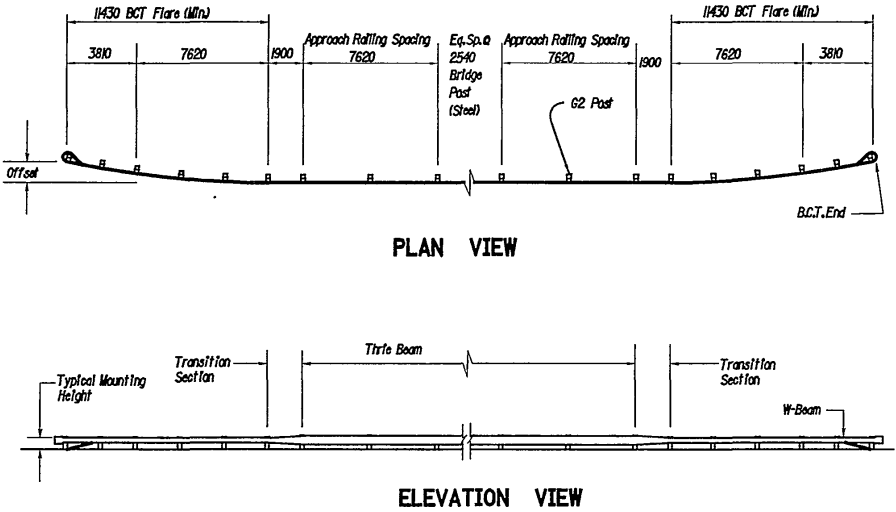 11430 BCT Flare (Min.)
11430 BCT Flare (Min.)
3810
7620
1900
Approach Railing Spacing
7620
Eq.Sp.@
2540
Bridge
Post
(Steel)
Approach Railing Spacing
7620
1900
7620
3810
G2 Post
Offset
B.C.T.End
PLAN VIEW
Transition
Section
Thrie Beam
Transition
Section
Typical Mounting
Height
W-Beam
ELEVATION VIEW